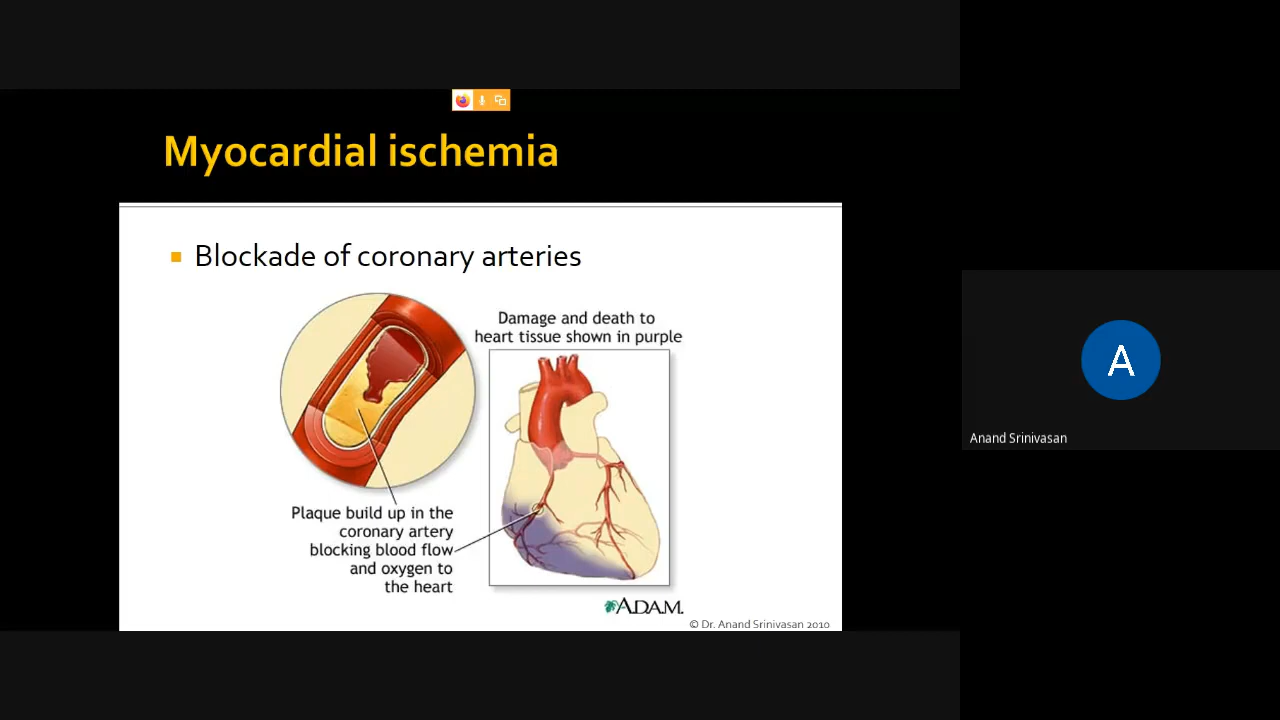 Myocardial ischemia
Blockade of coronary arteries
Damage and death to
heart tissue shown in purple
Plaque build up in the
coronary artery
blocking blood flow
and oxygen to
the heart
A.D.A.M.
© Dr. Anand Srinivasan 2010
A
Anand Srinivasan